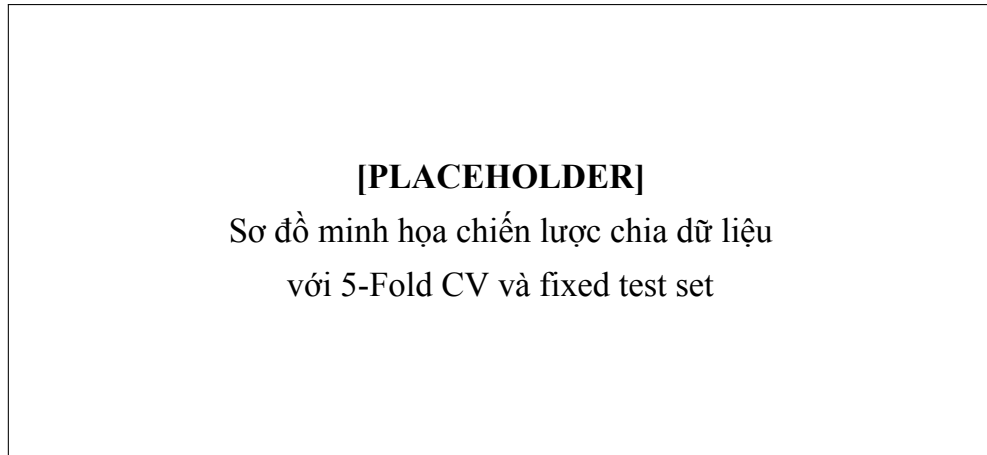 [PLACEHOLDER]
Sơ đồ minh họa chiến lược chia dữ liệu
với 5-Fold CV và fixed test set